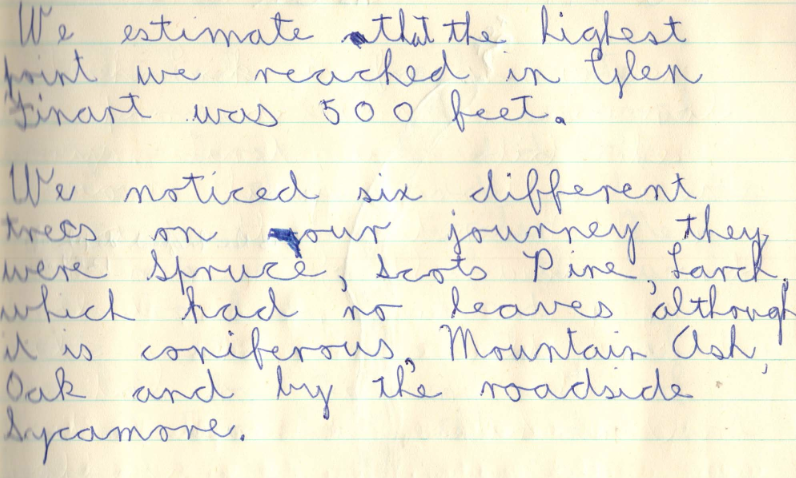 We estimate that the highest
point we reached in Glen
Finart was 500 feet.
We noticed six different
trees on our journey they
were Spruce, Scots Pine, Larch,
which had no leaves although
it is coniferous, Mountain Ash,
Oak and by the roadside
Sycamore.